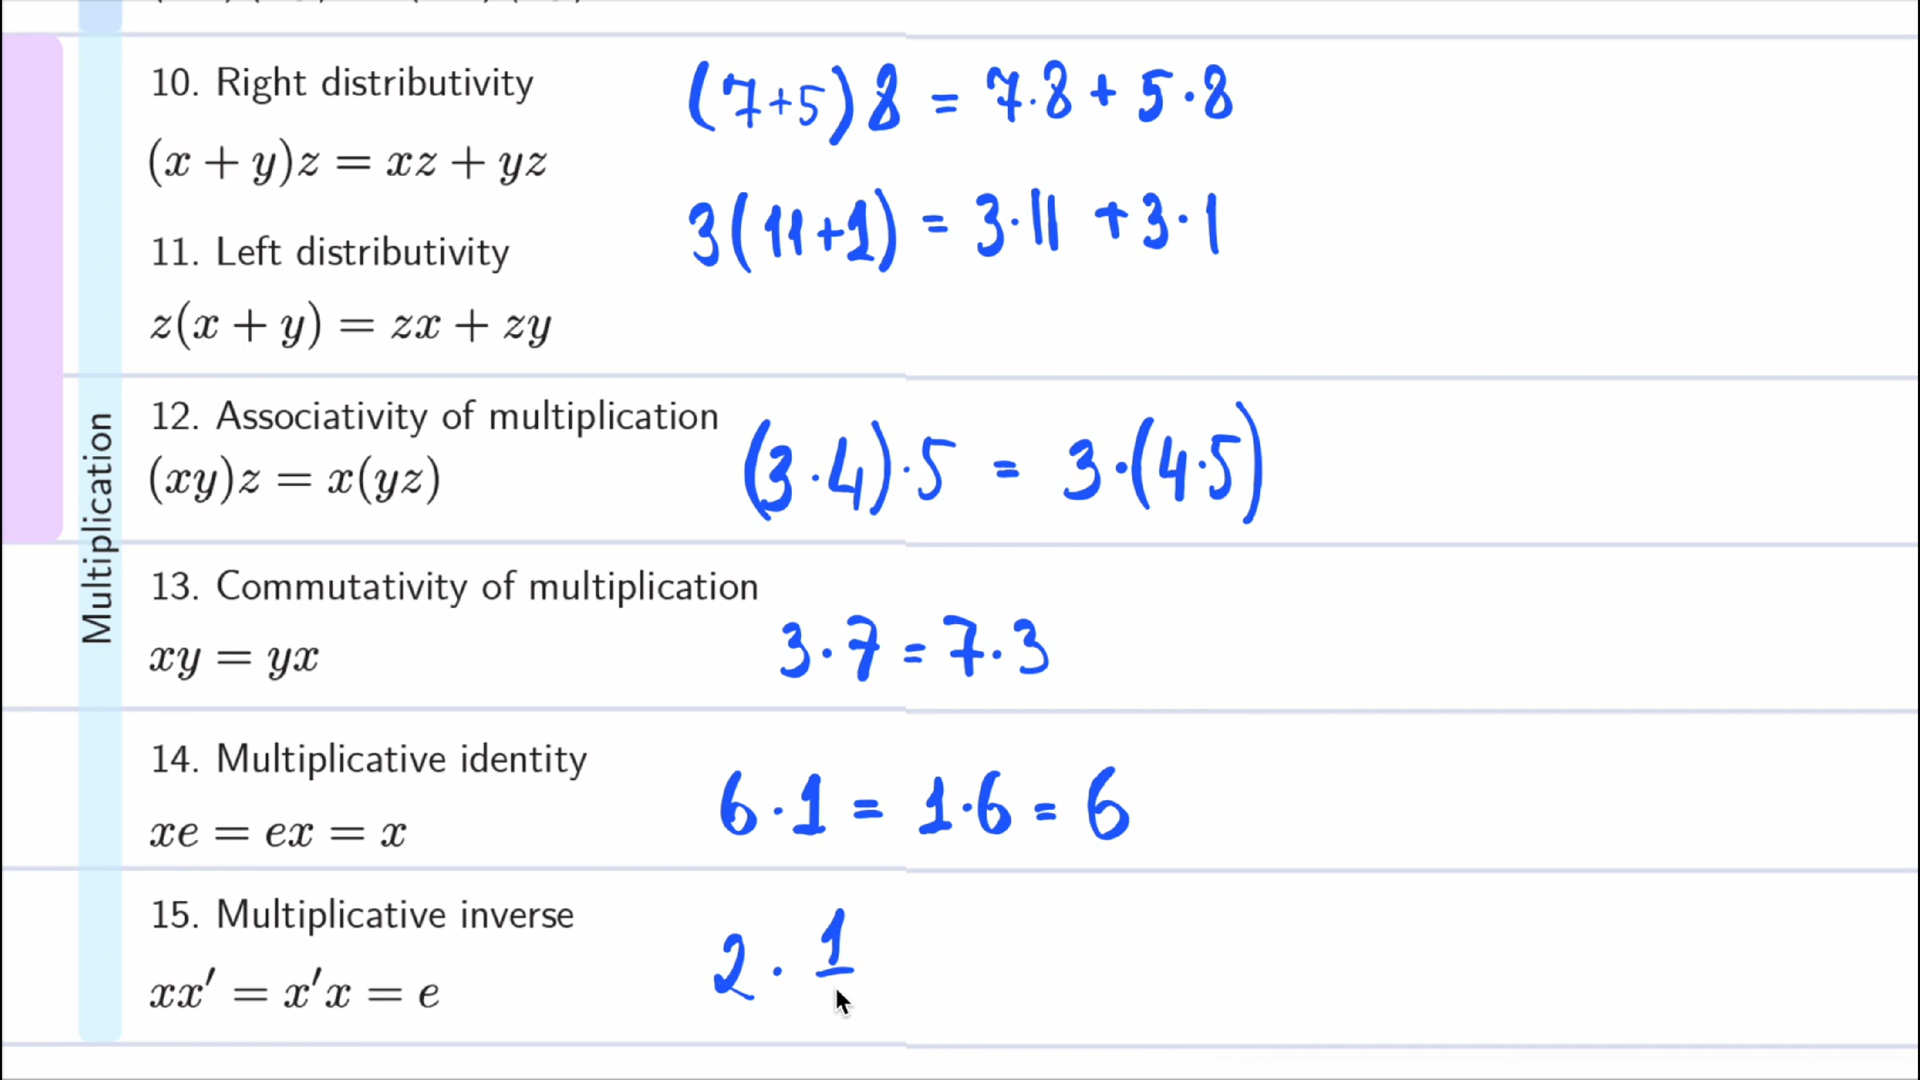 10. Right distributivity
(7+5)8 = 7·8 + 5·8
(x + y)z = xz + yz
3(11+1) = 3·11 + 3·1
11. Left distributivity
z(x + y) = zx + zy
12. Associativity of multiplication
(3·4)·5 = 3·(4·5)
(xy)z = x(yz)
Multiplication
13. Commutativity of multiplication
3·7 = 7·3
xy = yx
14. Multiplicative identity
6·1 = 1·6 = 6
xe = ex = x
15. Multiplicative inverse
2 · 1
xx′ = x′x = e